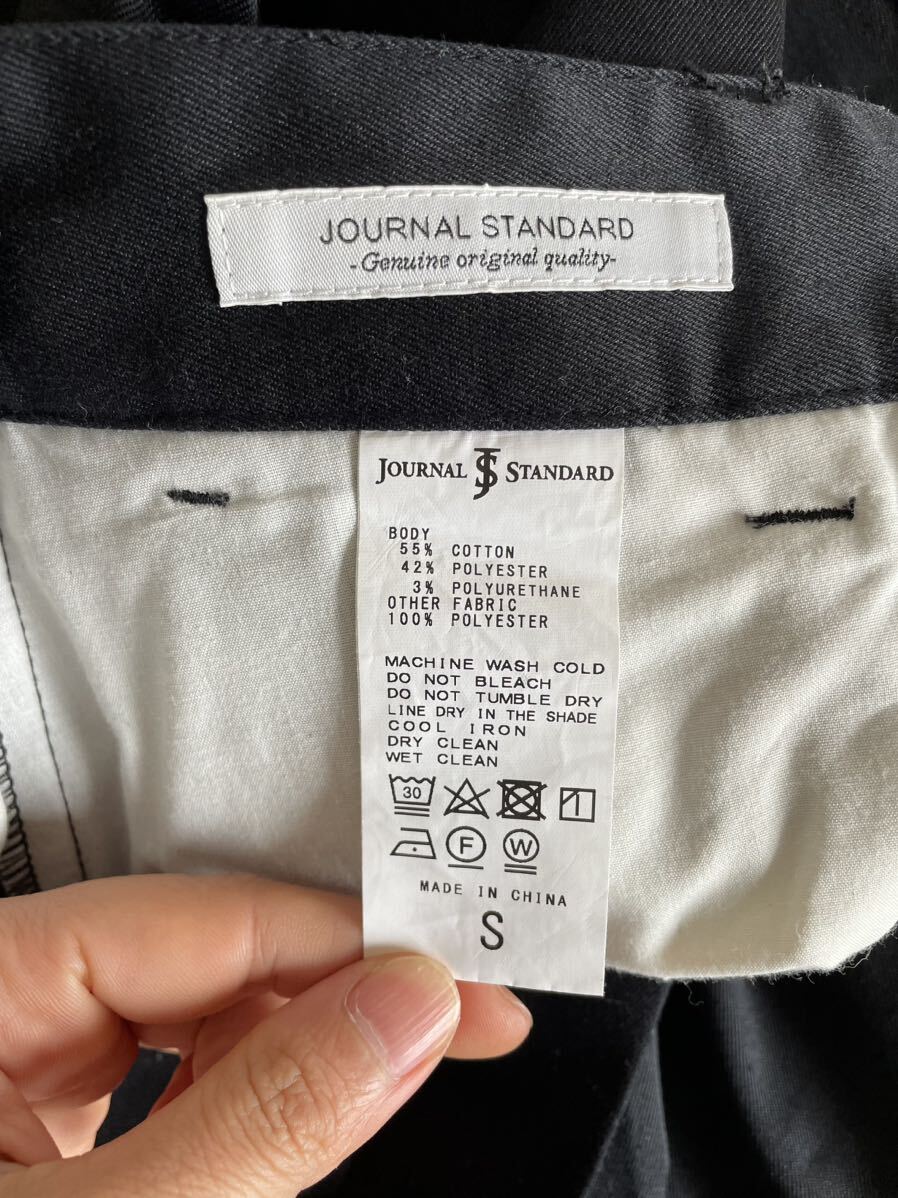 JOURNAL STANDARD
-Genuine original quality-
JOURNAL JS STANDARD
BODY
55% COTTON
42% POLYESTER
3% POLYURETHANE
OTHER FABRIC
100% POLYESTER
MACHINE WASH COLD
DO NOT BLEACH
DO NOT TUMBLE DRY
LINE DRY IN THE SHADE
COOL IRON
DRY CLEAN
WET CLEAN
30
F W
MADE IN CHINA
S